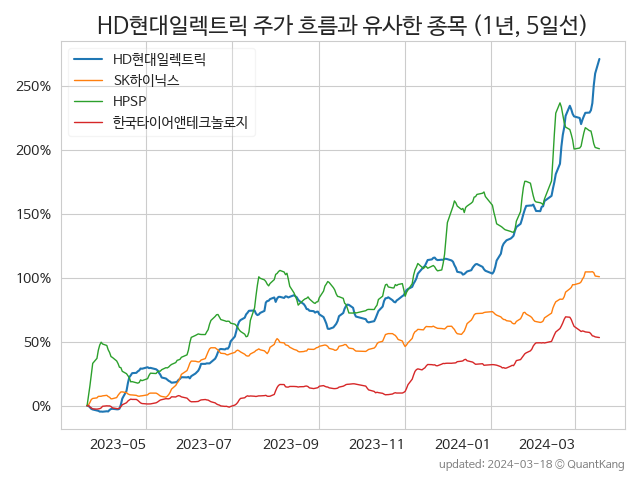 HD현대일렉트릭 주가 흐름과 유사한 종목 (1년, 5일선)
HD현대일렉트릭
SK하이닉스
HPSP
한국타이어앤테크놀로지
250%
200%
150%
100%
50%
0%
2023-05 2023-07 2023-09 2023-11 2024-01 2024-03
updated: 2024-03-18 © QuantKang